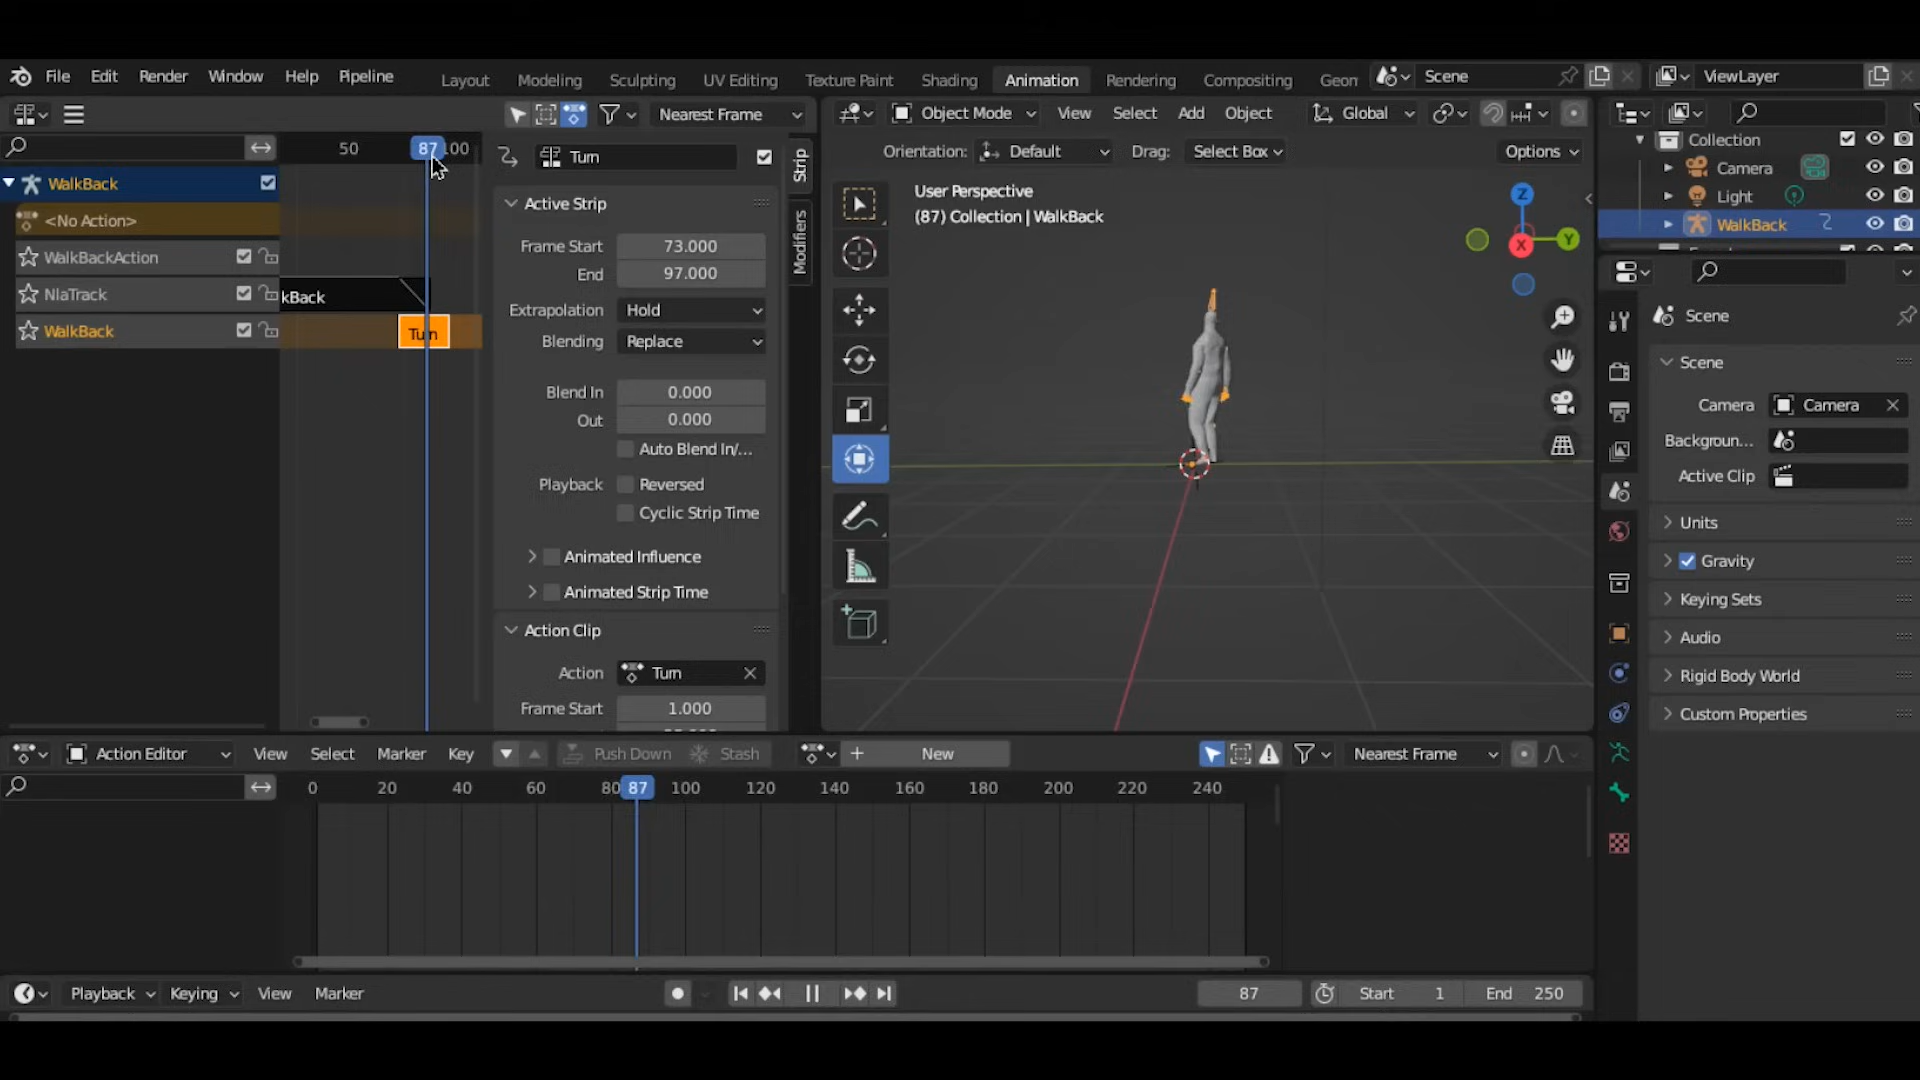 File Edit Render Window Help Pipeline Layout Modeling Sculpting UV Editing Texture Paint Shading Animation Rendering Compositing Geon Scene ViewLayer
Nearest Frame
Object Mode View Select Add Object Global
50 87 100
Turn
Orientation: Default Drag: Select Box Options
Collection
Camera
Light
WalkBack
WalkBack
<No Action>
WalkBackAction
NlaTrack
WalkBack
kBack
Turn
Strip
Modifiers
Active Strip
Frame Start 73.000
End 97.000
Extrapolation Hold
Blending Replace
Blend In 0.000
Out 0.000
Auto Blend In/...
Playback Reversed
Cyclic Strip Time
Animated Influence
Animated Strip Time
Action Clip
Action Turn
Frame Start 1.000
User Perspective
(87) Collection | WalkBack
Z
X
Y
Scene
Scene
Camera Camera
Backgroun...
Active Clip
Units
Gravity
Keying Sets
Audio
Rigid Body World
Custom Properties
Action Editor View Select Marker Key Push Down Stash New Nearest Frame
0 20 40 60 80 87 100 120 140 160 180 200 220 240
Playback Keying View Marker 87 Start 1 End 250